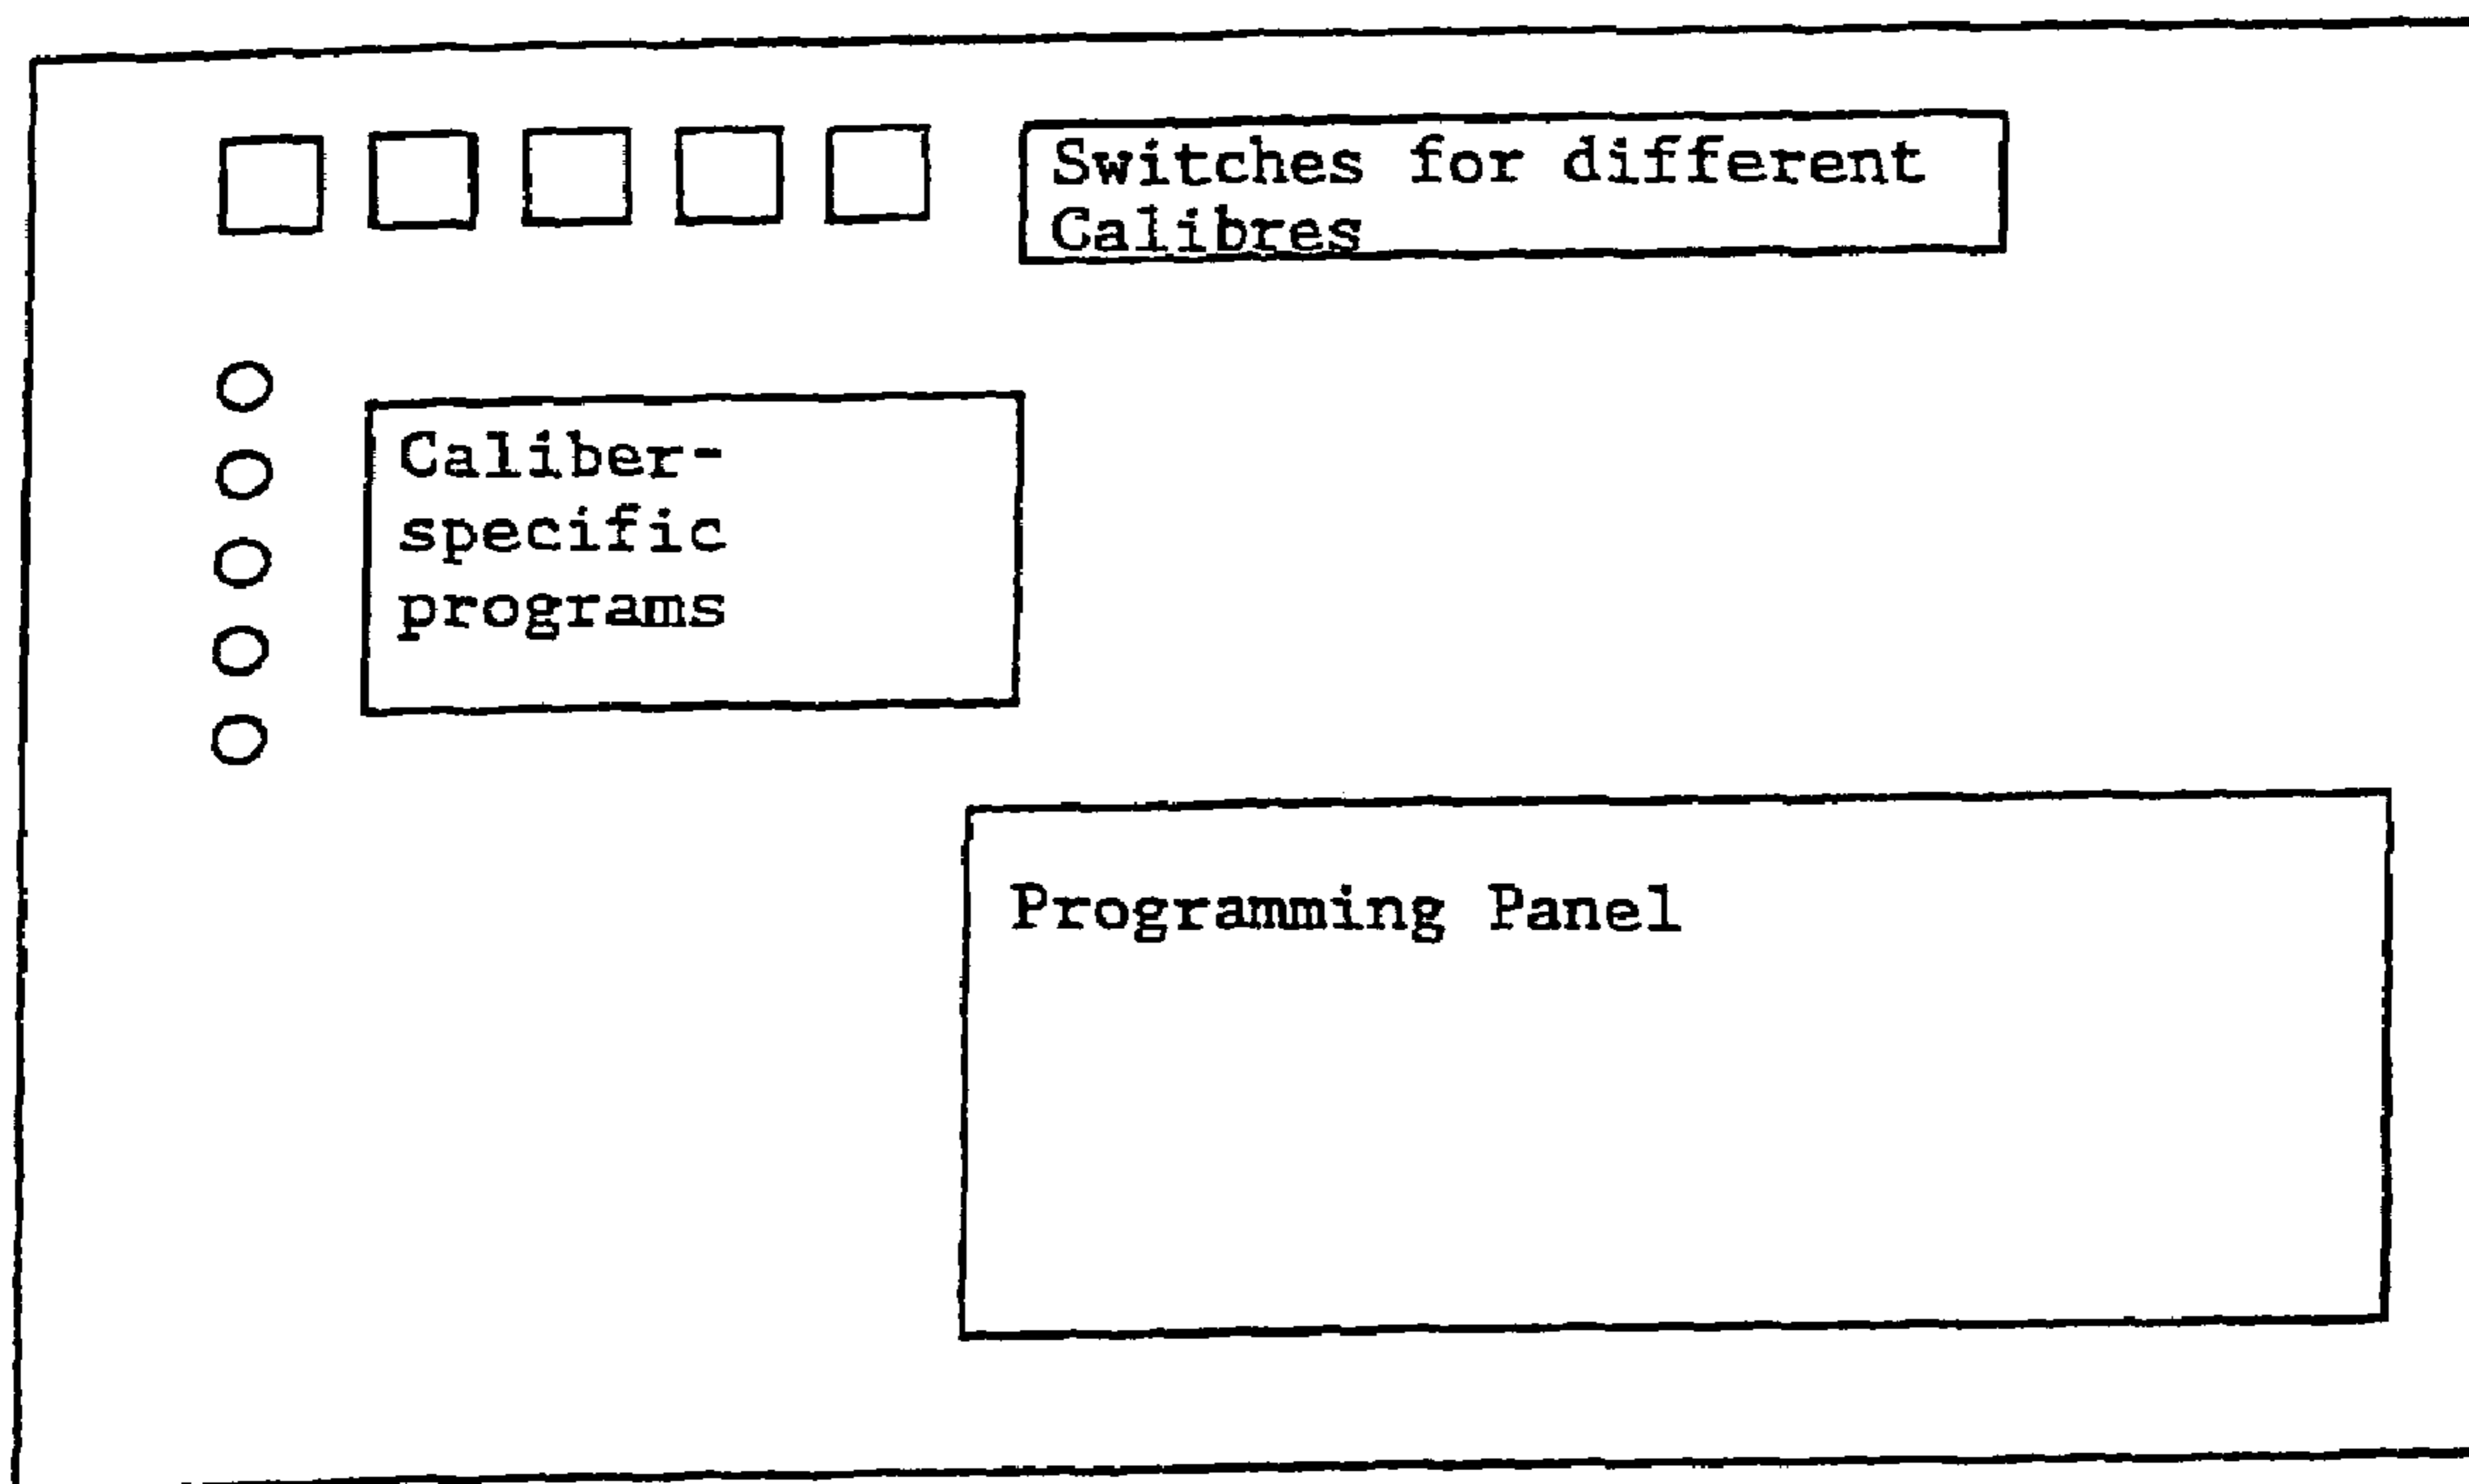 Switches for different
Calibres
Caliber-
specific
programs
Programming Panel